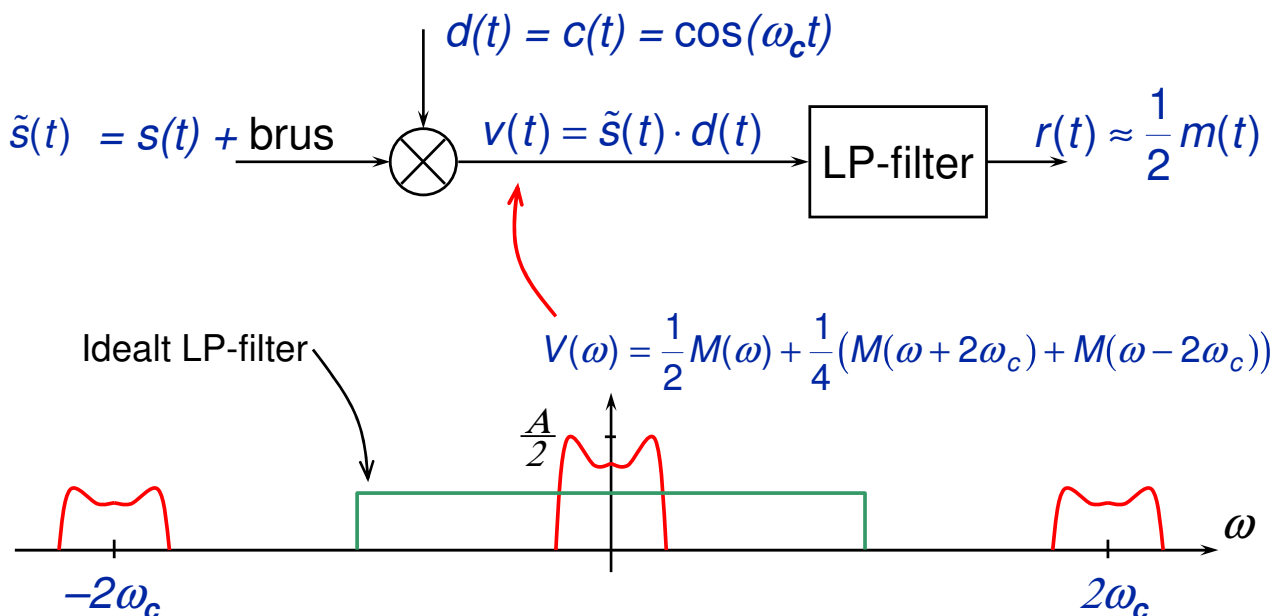 d(t) = c(t) = cos(ω_c t)
s̃(t) = s(t) + brus
v(t) = s̃(t) · d(t)
LP-filter
r(t) ≈ 1/2 m(t)
Idealt LP-filter
V(ω) = 1/2 M(ω) + 1/4 (M(ω + 2ω_c) + M(ω − 2ω_c))
A/2
ω
−2ω_c
2ω_c